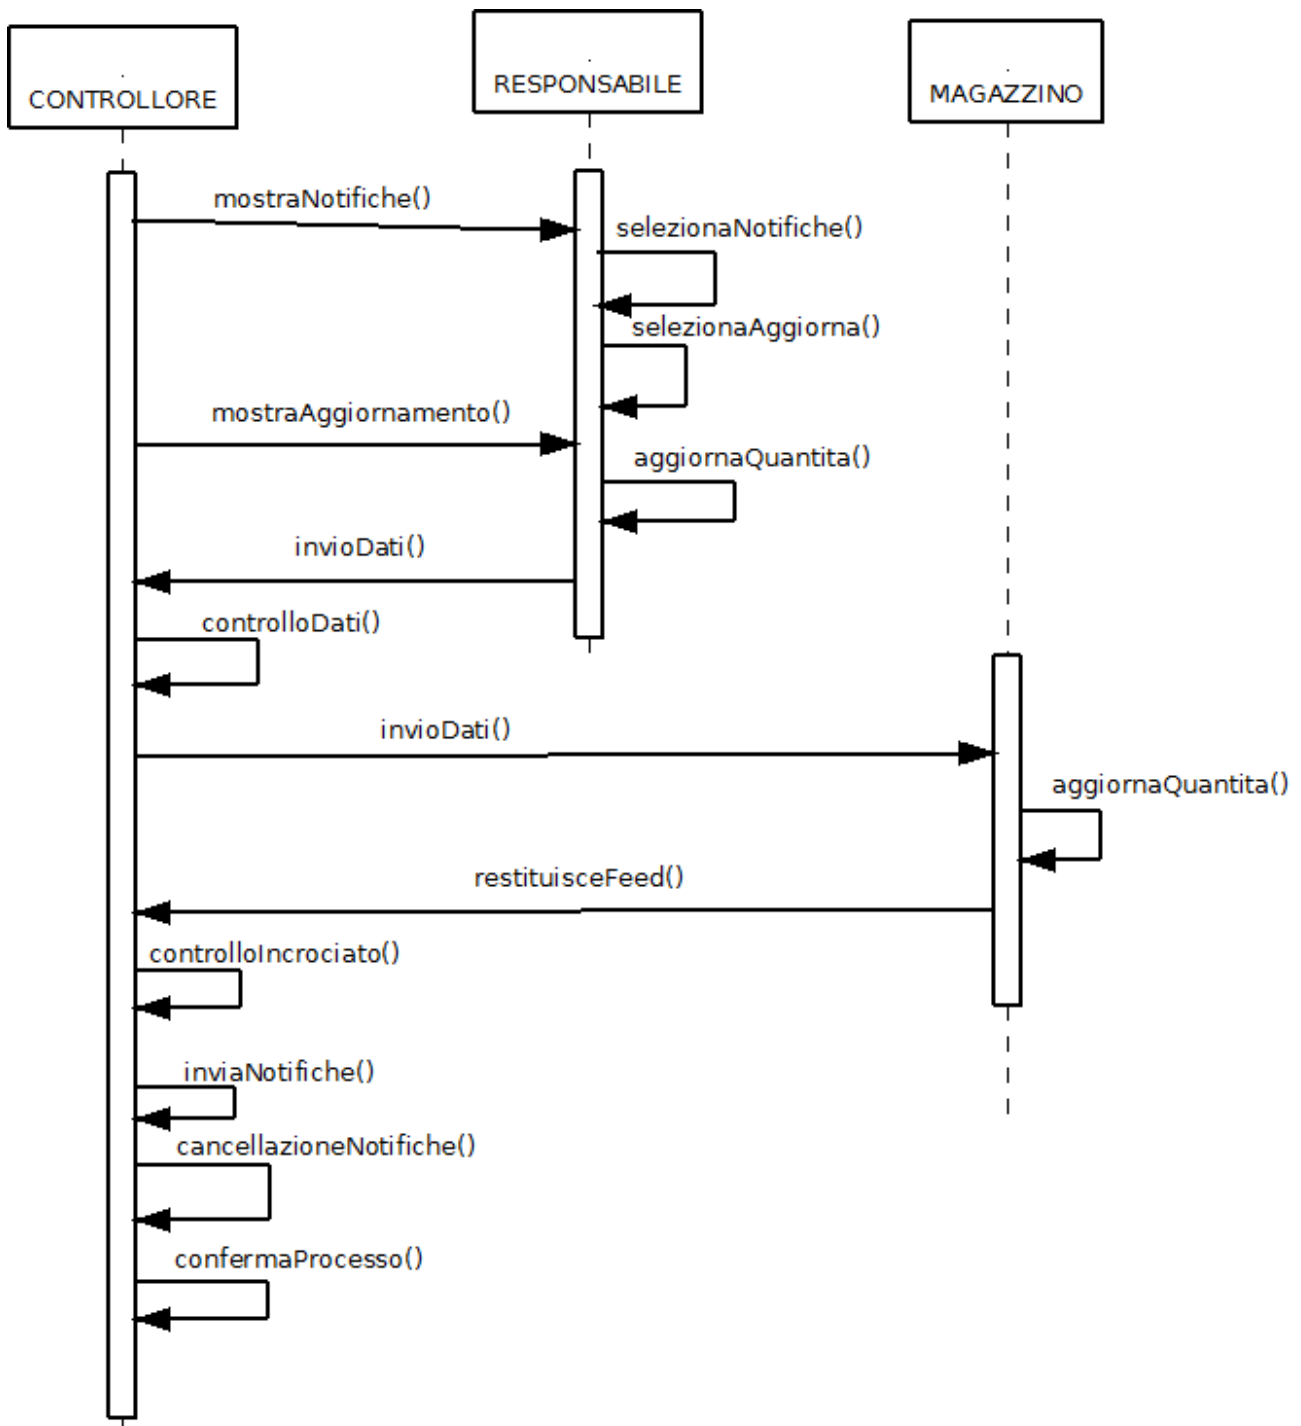 CONTROLLORE
RESPONSABILE
MAGAZZINO
mostraNotifiche()
selezionaNotifiche()
selezionaAggiorna()
mostraAggiornamento()
aggiornaQuantita()
invioDati()
controlloDati()
invioDati()
aggiornaQuantita()
restituisceFeed()
controlloIncrociato()
inviaNotifiche()
cancellazioneNotifiche()
confermaProcesso()